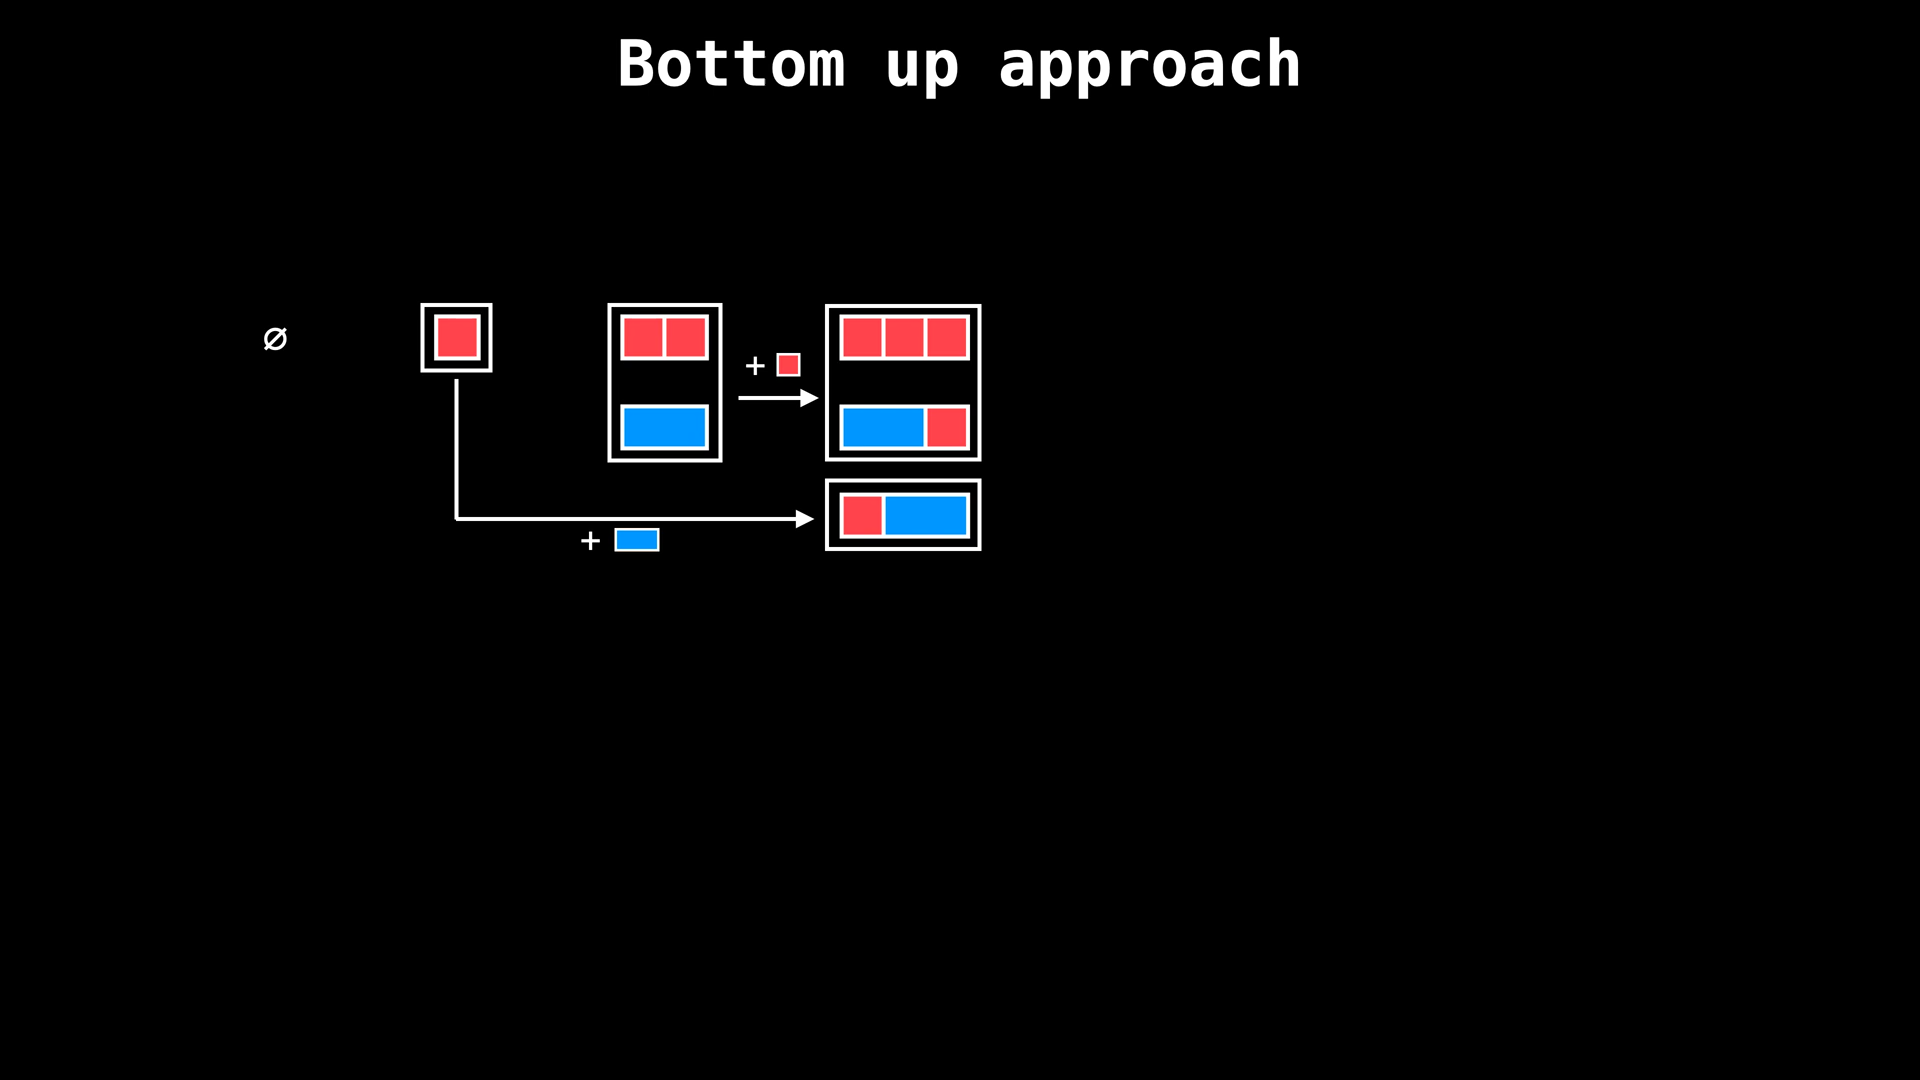 Bottom up approach
∅
+
+